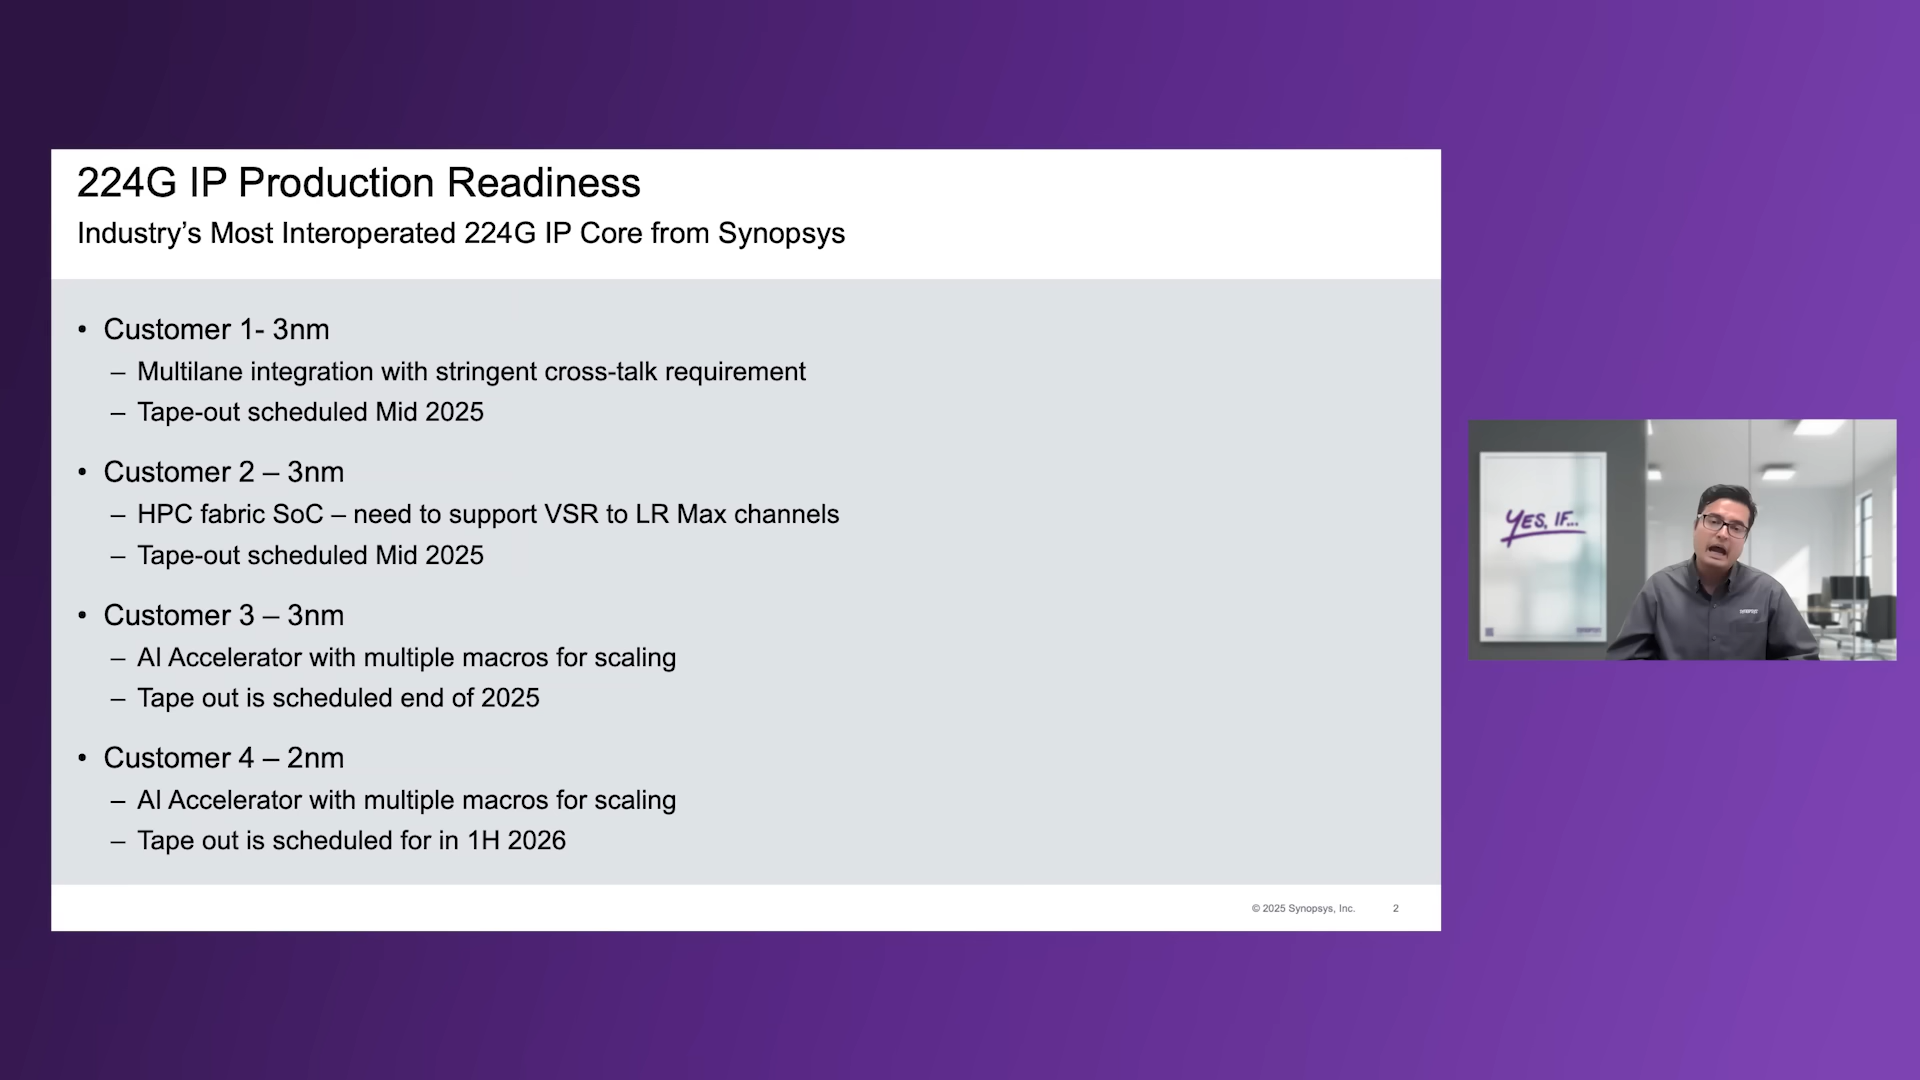 224G IP Production Readiness
Industry's Most Interoperated 224G IP Core from Synopsys
• Customer 1- 3nm
– Multilane integration with stringent cross-talk requirement
– Tape-out scheduled Mid 2025
• Customer 2 – 3nm
– HPC fabric SoC – need to support VSR to LR Max channels
– Tape-out scheduled Mid 2025
• Customer 3 – 3nm
– AI Accelerator with multiple macros for scaling
– Tape out is scheduled end of 2025
• Customer 4 – 2nm
– AI Accelerator with multiple macros for scaling
– Tape out is scheduled for in 1H 2026
© 2025 Synopsys, Inc. 2
YES, IF...